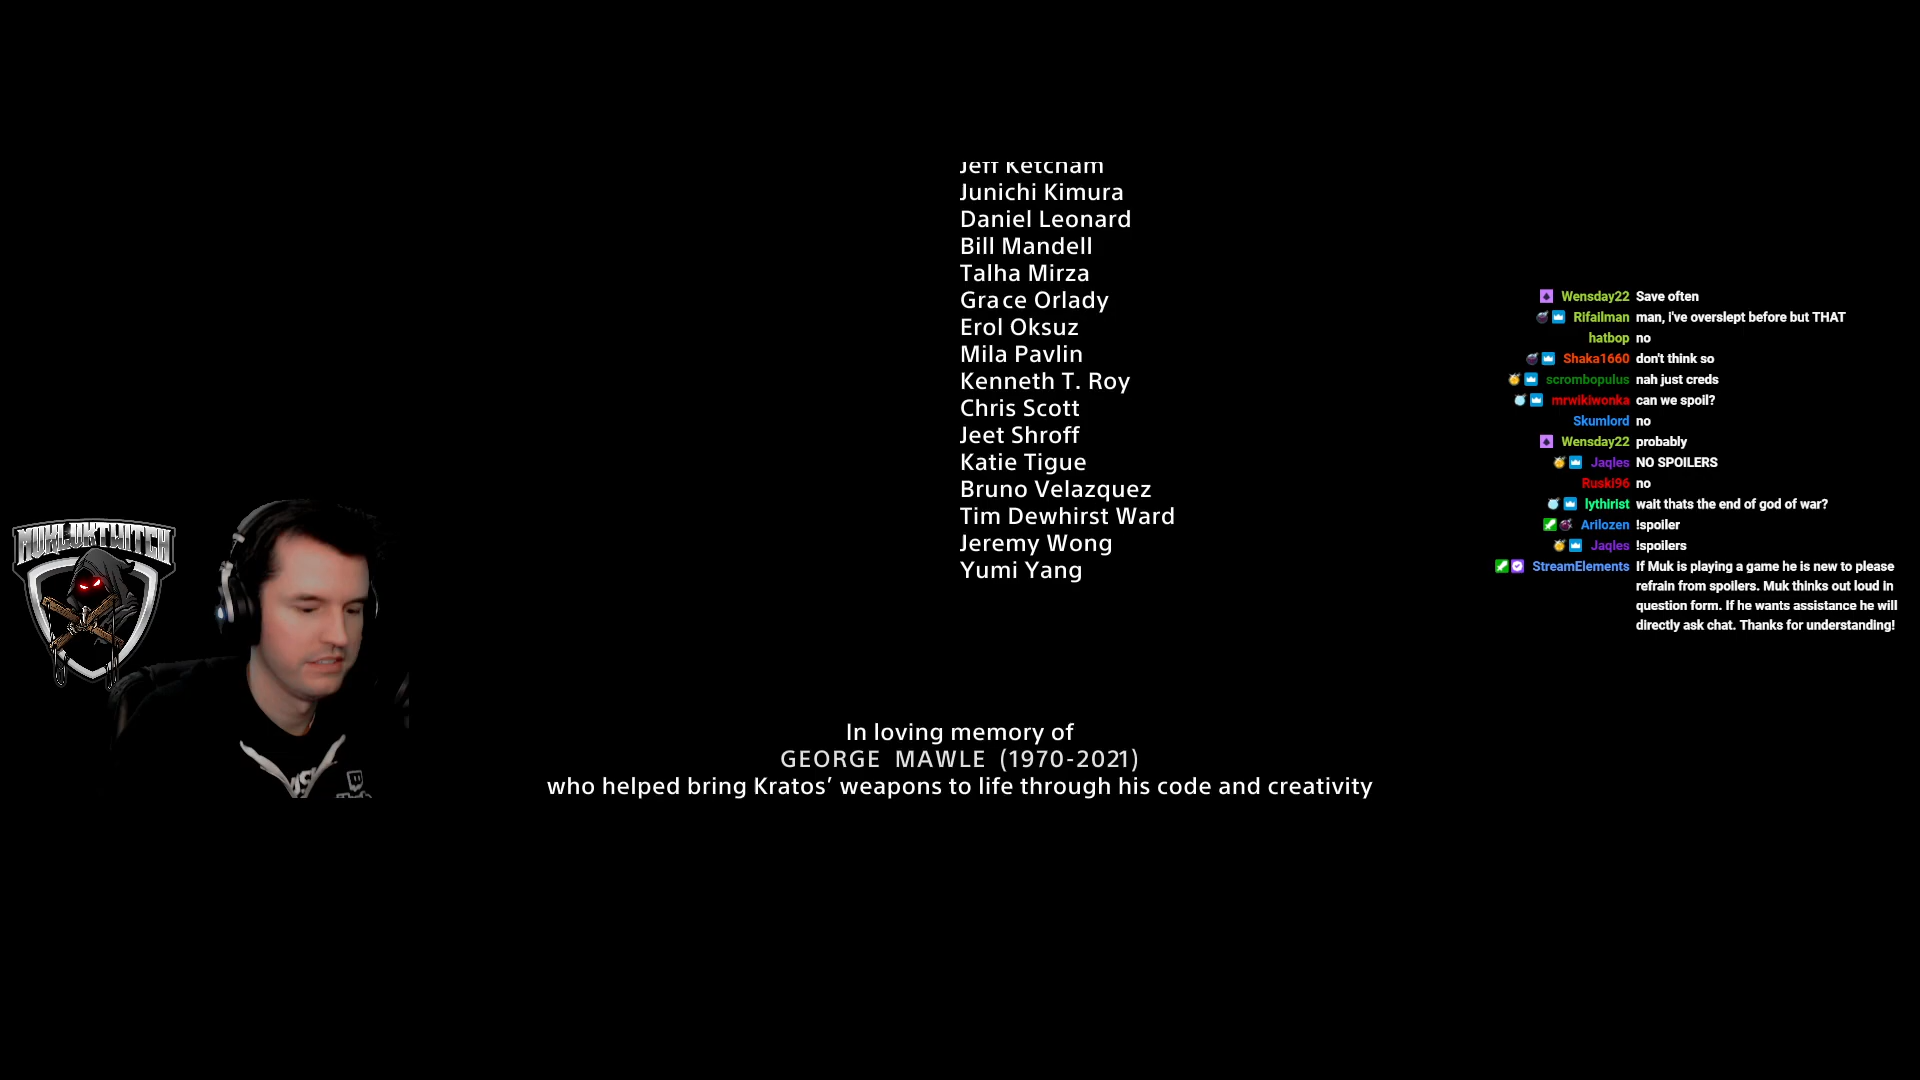 Jeff Ketcham
Junichi Kimura
Daniel Leonard
Bill Mandell
Talha Mirza
Grace Orlady
Erol Oksuz
Mila Pavlin
Kenneth T. Roy
Chris Scott
Jeet Shroff
Katie Tigue
Bruno Velazquez
Tim Dewhirst Ward
Jeremy Wong
Yumi Yang
In loving memory of
GEORGE MAWLE (1970-2021)
who helped bring Kratos’ weapons to life through his code and creativity
MUKLUKTWITCH
Wensday22 Save often
Rifailman man, i've overslept before but THAT
hatbop no
Shaka1660 don't think so
scrombopulus nah just creds
mrwikiwonka can we spoil?
Skumlord no
Wensday22 probably
Jaqles NO SPOILERS
Ruski96 no
lythirist wait thats the end of god of war?
Arilozen !spoiler
Jaqles !spoilers
StreamElements If Muk is playing a game he is new to please
refrain from spoilers. Muk thinks out loud in
question form. If he wants assistance he will
directly ask chat. Thanks for understanding!